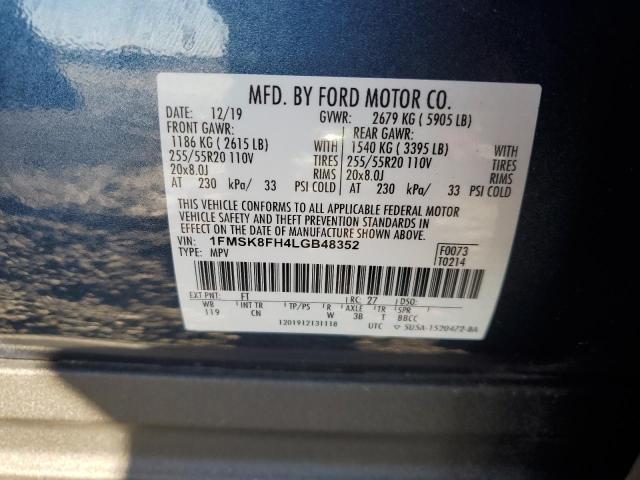 MFD. BY FORD MOTOR CO.
DATE: 12/19 GVWR: 2679 KG ( 5905 LB)
FRONT GAWR: REAR GAWR:
1186 KG ( 2615 LB) WITH 1540 KG ( 3395 LB) WITH
255/55R20 110V TIRES 255/55R20 110V TIRES
20x8.0J RIMS 20x8.0J RIMS
AT 230 kPa/ 33 PSI COLD AT 230 kPa/ 33 PSI COLD
THIS VEHICLE CONFORMS TO ALL APPLICABLE FEDERAL MOTOR
VEHICLE SAFETY AND THEFT PREVENTION STANDARDS IN
EFFECT ON THE DATE OF MANUFACTURE SHOWN ABOVE.
VIN: 1FMSK8FH4LGB48352 F0073
TYPE: MPV T0214
EXT PNT: FT RC: 27 DSO:
WB INT TR TP/PS R AXLE TR SPR
119 CN W 3B T BBCC
1201912131118 UTC ▽ 5U5A-1520472-BA